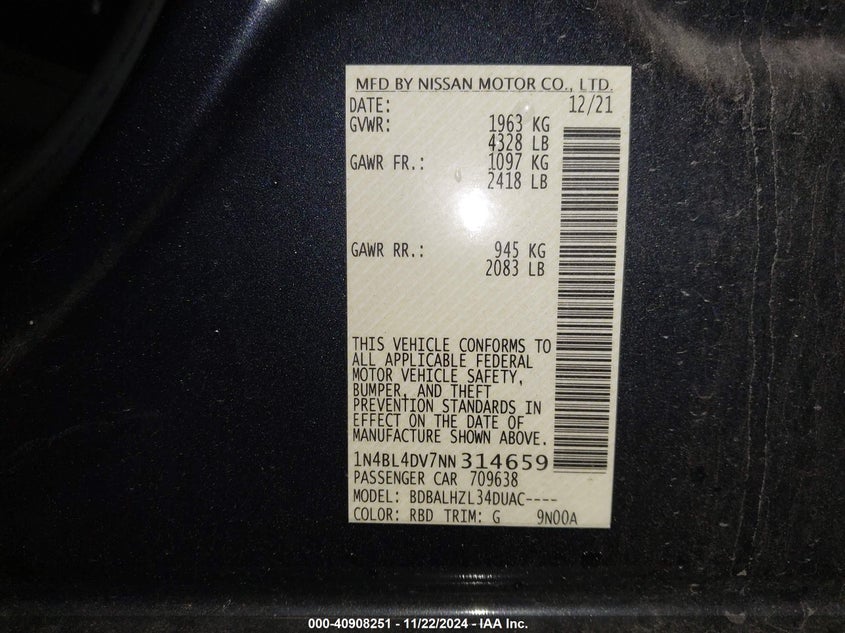 MFD BY NISSAN MOTOR CO., LTD.
DATE: 12/21
GVWR: 1963 KG
4328 LB
GAWR FR.: 1097 KG
2418 LB
GAWR RR.: 945 KG
2083 LB
THIS VEHICLE CONFORMS TO
ALL APPLICABLE FEDERAL
MOTOR VEHICLE SAFETY,
BUMPER, AND THEFT
PREVENTION STANDARDS IN
EFFECT ON THE DATE OF
MANUFACTURE SHOWN ABOVE.
1N4BL4DV7NN314659
PASSENGER CAR 709638
MODEL: BDBALHZL34DUAC----
COLOR: RBD TRIM: G 9N00A
000-40908251 - 11/22/2024 - IAA Inc.